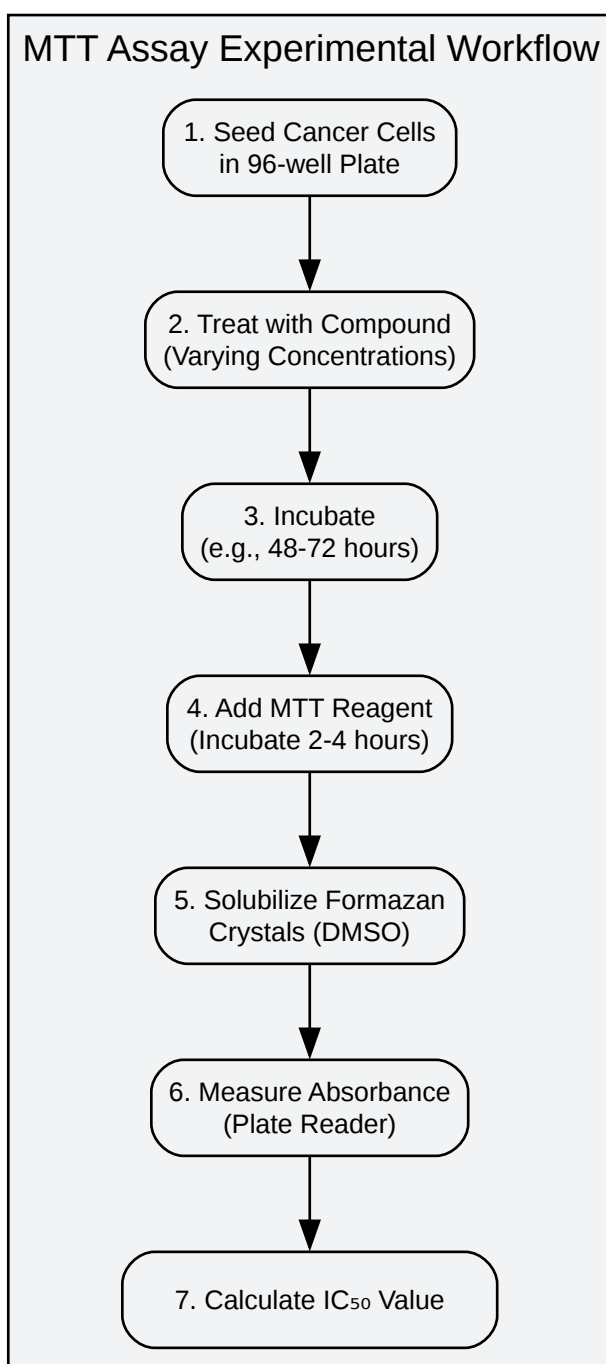 MTT Assay Experimental Workflow
1. Seed Cancer Cells
in 96-well Plate
2. Treat with Compound
(Varying Concentrations)
3. Incubate
(e.g., 48-72 hours)
4. Add MTT Reagent
(Incubate 2-4 hours)
5. Solubilize Formazan
Crystals (DMSO)
6. Measure Absorbance
(Plate Reader)
7. Calculate IC₅₀ Value